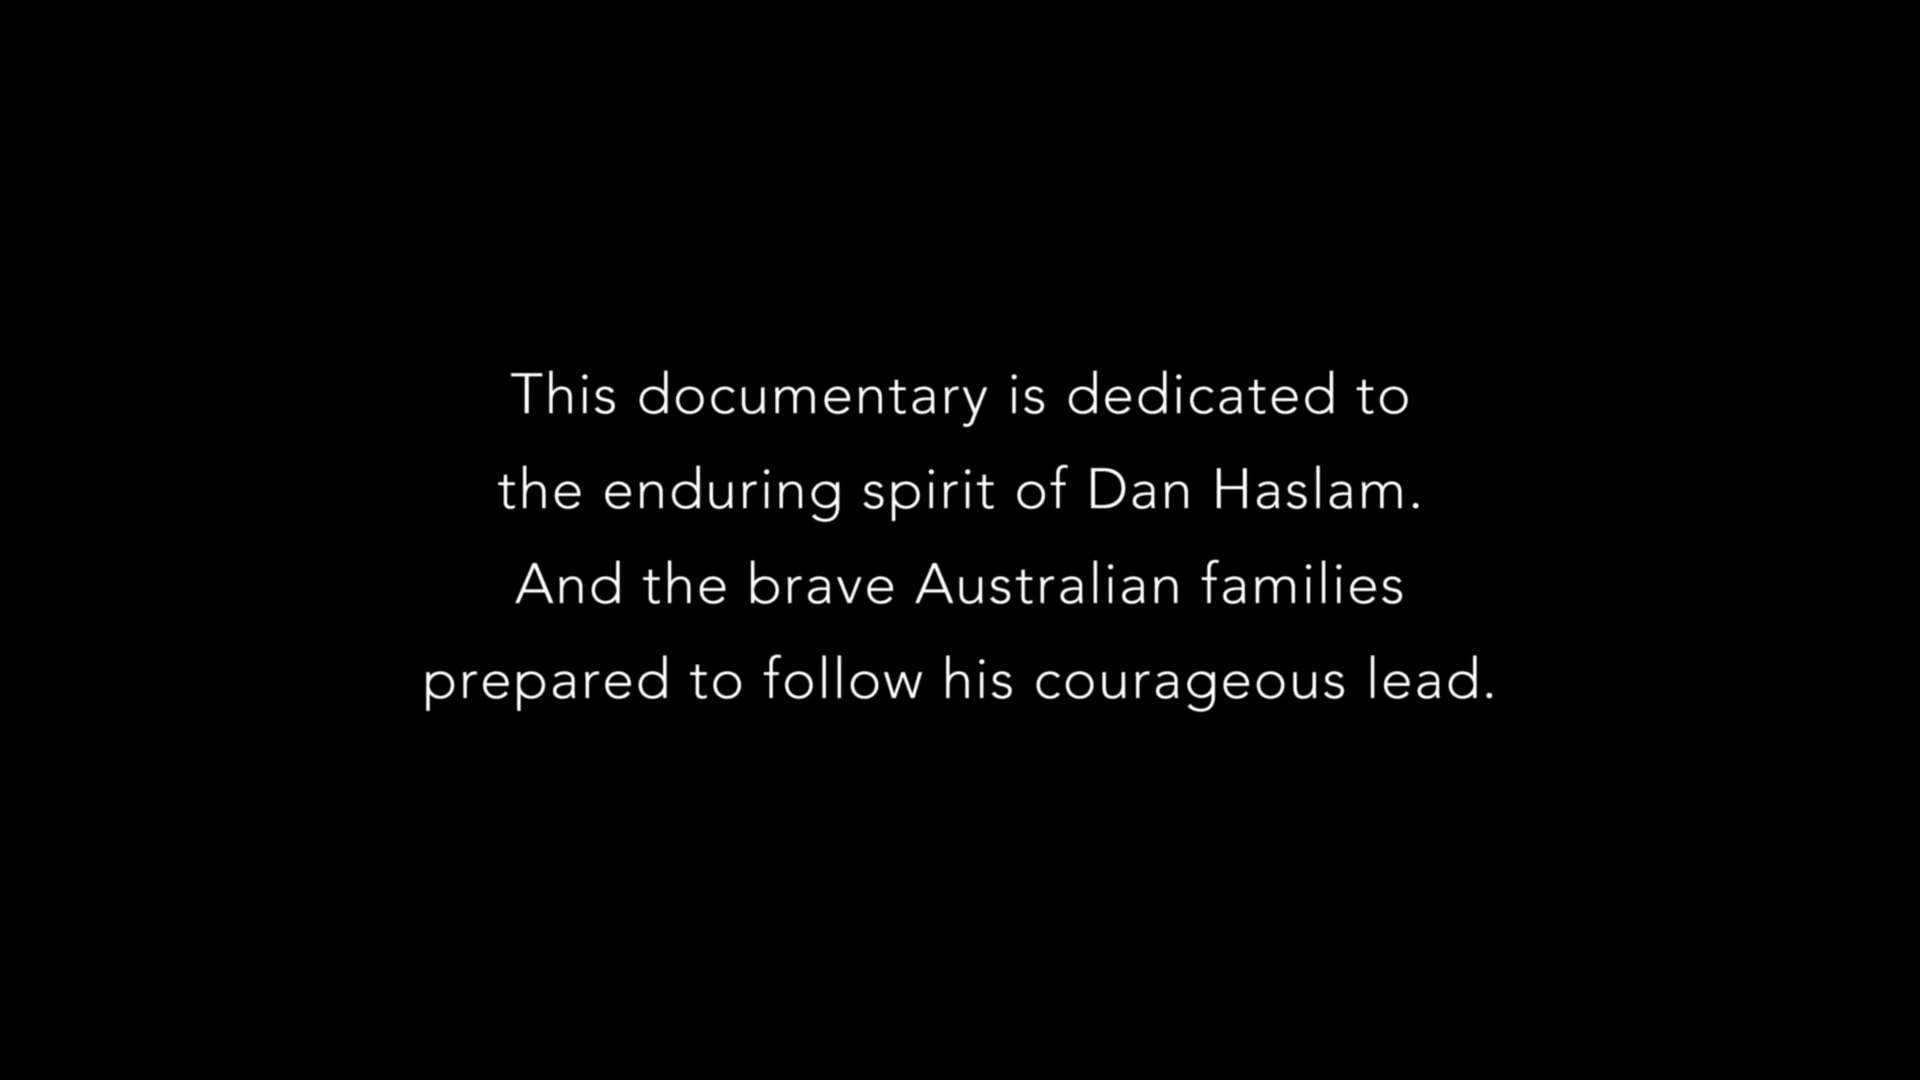 This documentary is dedicated to
the enduring spirit of Dan Haslam.
And the brave Australian families
prepared to follow his courageous lead.